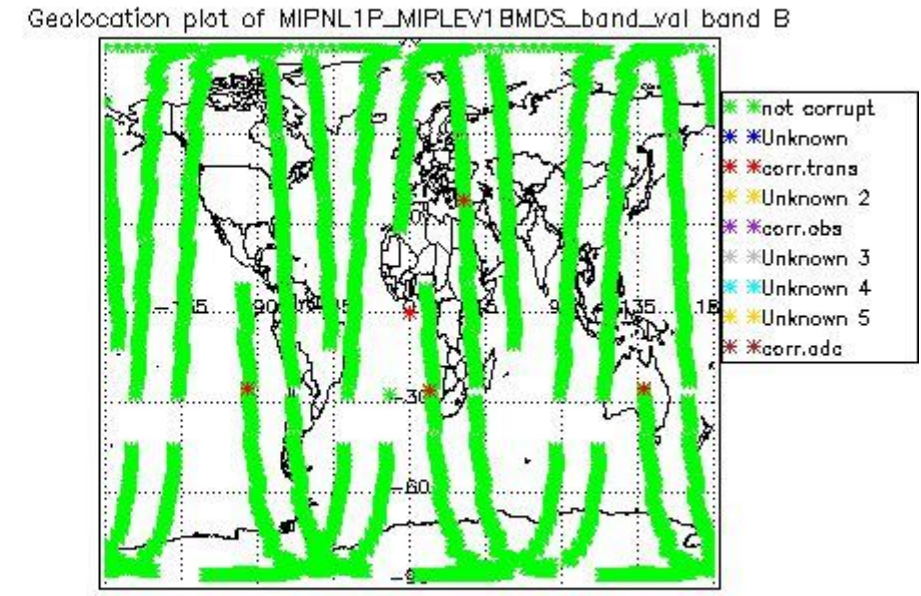 Geolocation plot of MIPNL1P_MIPLEV1BMDS_band_val band B
not corrupt
Unknown
corr.trans
Unknown 2
corr.obs
Unknown 3
Unknown 4
Unknown 5
corr.adc
135
-30
-60